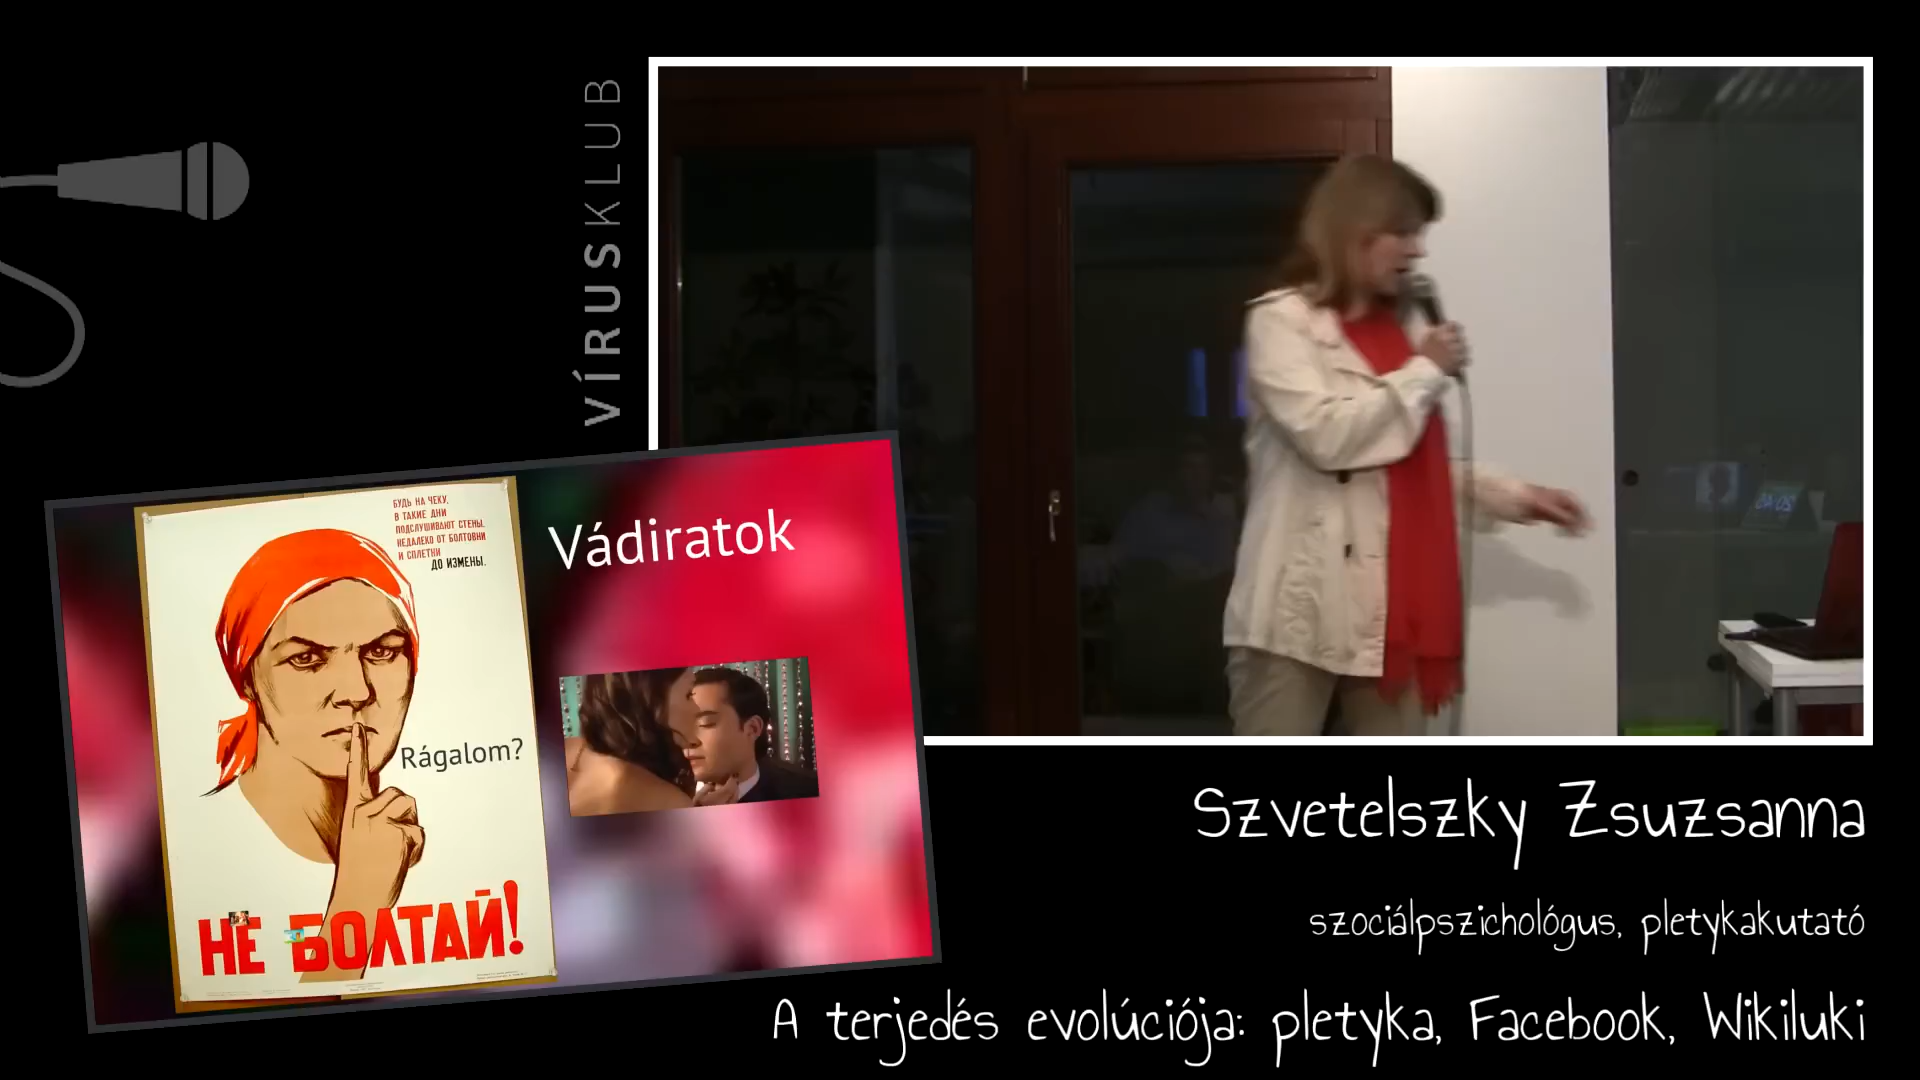 VÍRUSKLUB
БУДЬ НА ЧЕКУ,
В ТАКИЕ ДНИ
ПОДСЛУШИВАЮТ СТЕНЫ.
НЕДАЛЕКО ОТ БОЛТОВНИ
И СПЛЕТНИ
ДО ИЗМЕНЫ.
Vádiratok
Rágalom?
НЕ БОЛТАЙ!
Szvetelszky Zsuzsanna
szociálpszichológus, pletykakutató
A terjedés evolúciója: pletyka, Facebook, Wikiluki